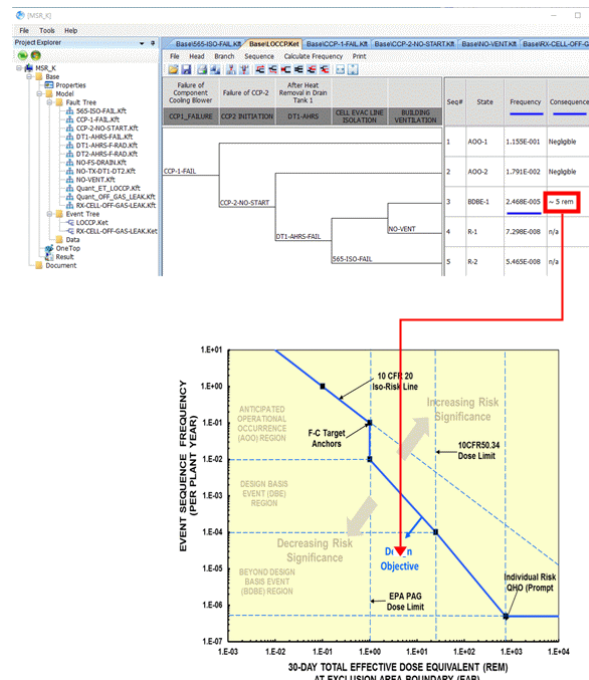 [MSR_K]
File Tools Help
Project Explorer
MSR_K
Base
Properties
Model
Fault Tree
565-ISO-FAIL.Kft
CCP-1-FAIL.Kft
CCP-2-NO-START.Kft
DT1-AHRS-F.Kft
DT1-AHRS-F-RAD.Kft
DT2-AHRS-F-RAD.Kft
NO-FS-DRAIN.Kft
NO-TX-DT1-DT2.Kft
NO-VENT.Kft
Quant_ET_LOCCP.Kft
Quant_OFF_GAS_LEAK.Kft
RX-CELL-OFF-GAS-LEAK.Kft
Event Tree
LOCCP.Ket
RX-CELL-OFF-GAS-LEAK.Ket
Data
OneTop
Result
Document
Base\565-ISO-FAIL.Kft Base\LOCCP.Ket Base\CCP-1-FAIL.Kft Base\CCP-2-NO-START.Kft Base\NO-VENT.Kft Base\RX-CELL-OFF-G
File Head Branch Sequence Calculate Frequency Print
Failure of Component Cooling Blower
Failure of CCP-2
After Heat Removal in Drain Tank 1
CCP1_FAILURE CCP2 INITIATION DT1-AHRS CELL EVAC LINE ISOLATION BUILDING VENTILATION
Seq# State Frequency Consequence
1 AOO-1 1.155E-001 Negligible
2 AOO-2 1.791E-002 Negligible
3 BDBE-1 2.468E-005 ~ 5 rem
4 R-1 7.298E-008 n/a
5 R-2 5.465E-008 n/a
CCP-1-FAIL
CCP-2-NO-START
NO-VENT
DT1-AHRS-FAIL
565-ISO-FAIL
EVENT SEQUENCE FREQUENCY
(PER PLANT YEAR)
1.E+01
1.E+00
1.E-01
1.E-02
1.E-03
1.E-04
1.E-05
1.E-06
1.E-07
10 CFR 20
Iso-Risk Line
ANTICIPATED
OPERATIONAL
OCCURRENCE
(AOO) REGION
F-C Target
Anchors
Increasing Risk
Significance
10CFR50.34
Dose Limit
DESIGN BASIS
EVENT (DBE)
REGION
Decreasing Risk
Significance
Objective
BEYOND DESIGN
BASIS EVENT
(BDBE) REGION
EPA PAG
Dose Limit
Individual Risk
QHO (Prompt
1.E-03 1.E-02 1.E-01 1.E+00 1.E+01 1.E+02 1.E+03 1.E+04
30-DAY TOTAL EFFECTIVE DOSE EQUIVALENT (REM)
AT EXCLUSION AREA BOUNDARY (EAB)